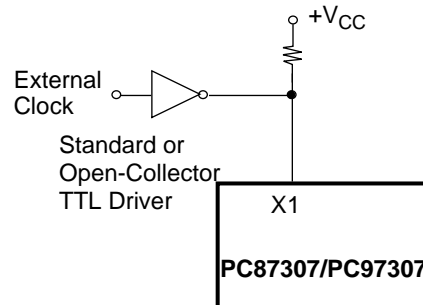 +VCC
External
Clock
Standard or
Open-Collector
TTL Driver
X1
PC87307/PC97307